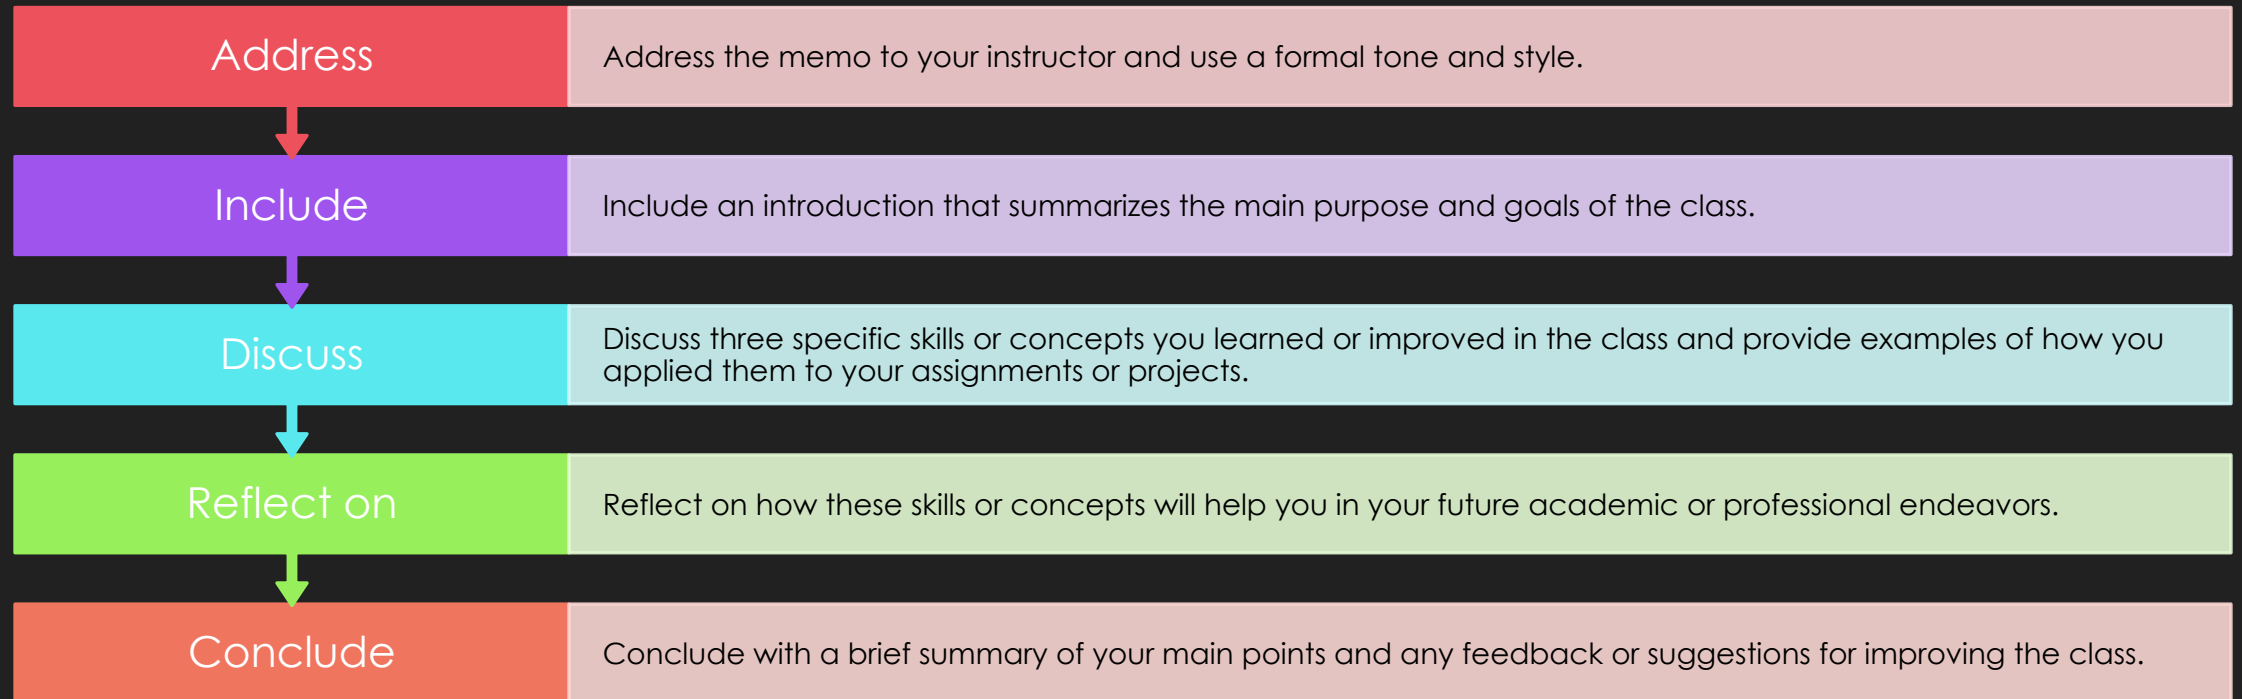 Address
Address the memo to your instructor and use a formal tone and style.
Include
Include an introduction that summarizes the main purpose and goals of the class.
Discuss
Discuss three specific skills or concepts you learned or improved in the class and provide examples of how you
applied them to your assignments or projects.
Reflect on
Reflect on how these skills or concepts will help you in your future academic or professional endeavors.
Conclude
Conclude with a brief summary of your main points and any feedback or suggestions for improving the class.